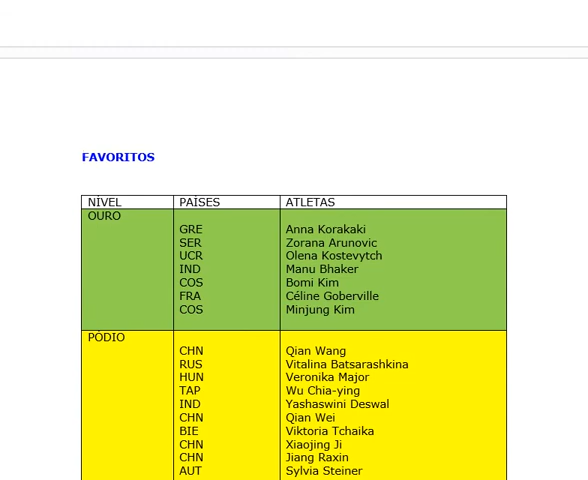 FAVORITOS
NÍVEL PAÍSES ATLETAS
OURO
GRE Anna Korakaki
SER Zorana Arunovic
UCR Olena Kostevytch
IND Manu Bhaker
COS Bomi Kim
FRA Céline Goberville
COS Minjung Kim
PÓDIO
CHN Qian Wang
RUS Vitalina Batsarashkina
HUN Veronika Major
TAP Wu Chia-ying
IND Yashaswini Deswal
CHN Qian Wei
BIE Viktoria Tchaika
CHN Xiaojing Ji
CHN Jiang Raxin
AUT Sylvia Steiner